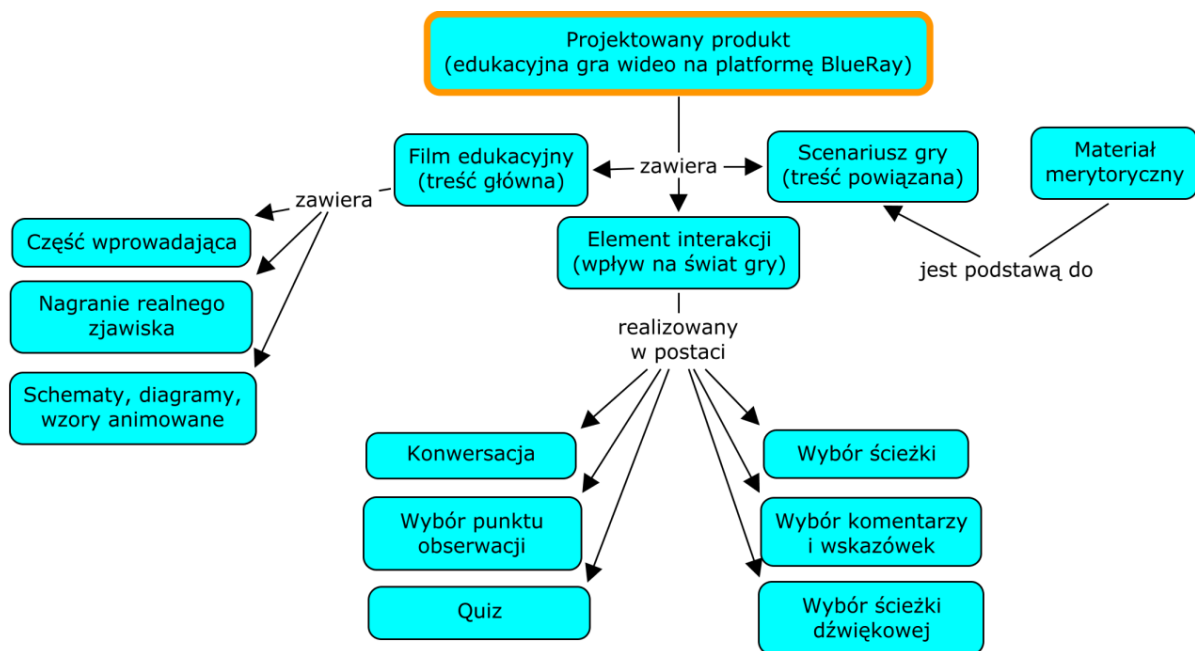 Projektowany produkt
(edukacyjna gra wideo na platformę BlueRay)
Film edukacyjny
(treść główna)
zawiera
Scenariusz gry
(treść powiązana)
Materiał
merytoryczny
zawiera
Część wprowadająca
Element interakcji
(wpływ na świat gry)
jest podstawą do
Nagranie realnego
zjawiska
realizowany
w postaci
Schematy, diagramy,
wzory animowane
Konwersacja
Wybór ścieżki
Wybór punktu
obserwacji
Wybór komentarzy
i wskazówek
Quiz
Wybór ścieżki
dźwiękowej